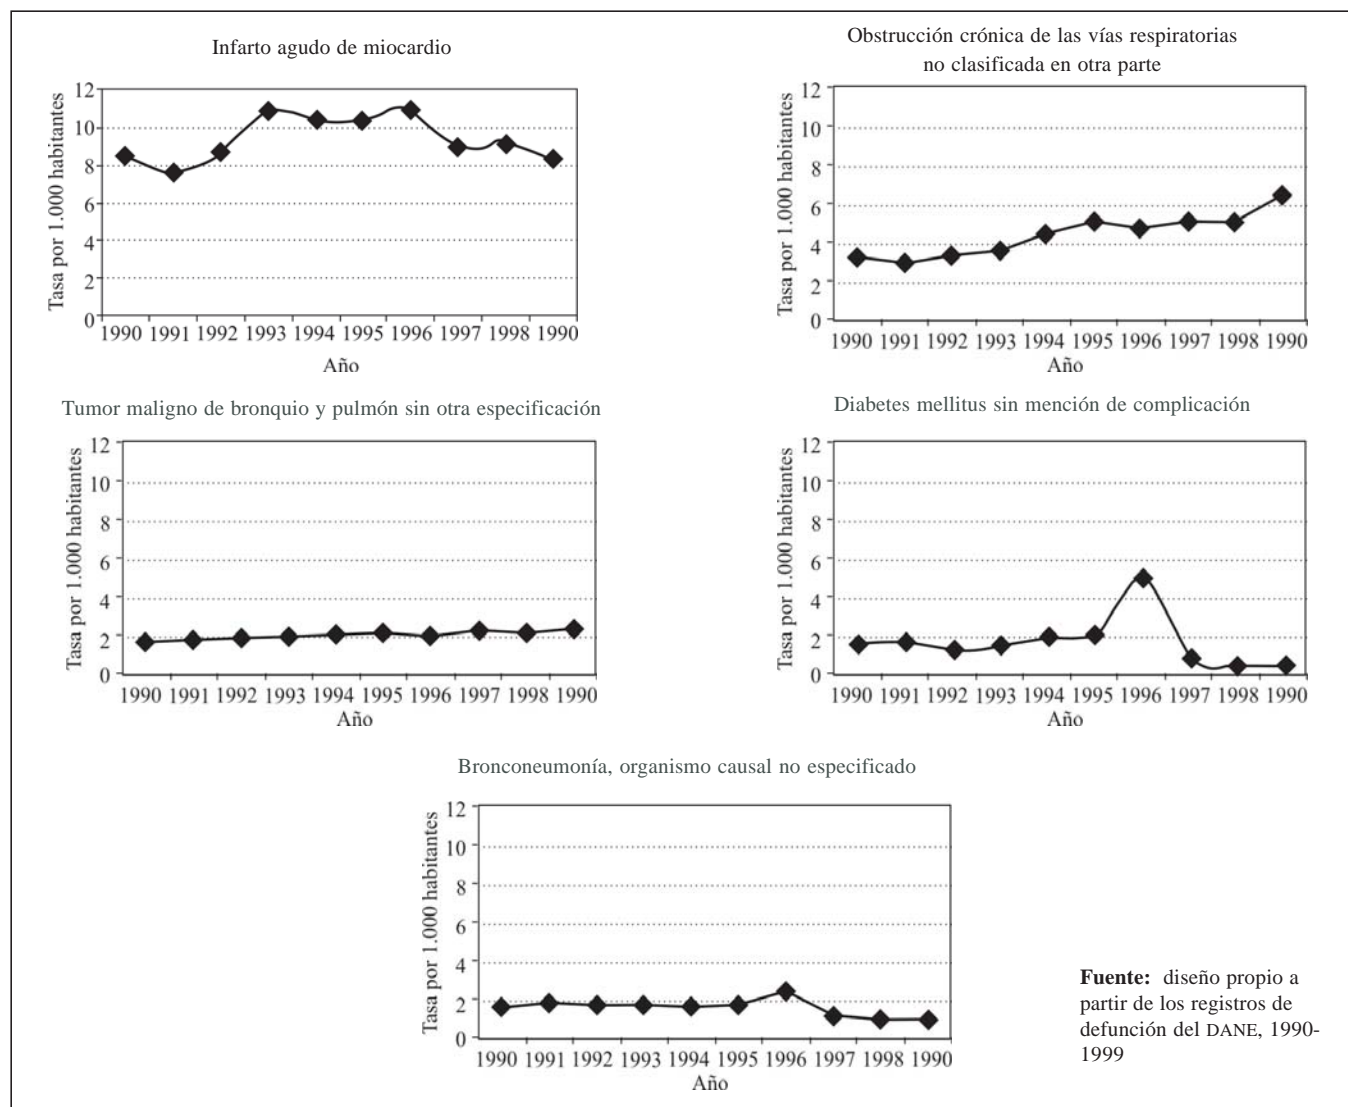 Infarto agudo de miocardio
Tasa por 1.000 habitantes
12
10
8
6
4
2
0
1990 1991 1992 1993 1994 1995 1996 1997 1998 1990
Año
Obstrucción crónica de las vías respiratorias
no clasificada en otra parte
Tasa por 1.000 habitantes
12
10
8
6
4
2
0
1990 1991 1992 1993 1994 1995 1996 1997 1998 1990
Año
Tumor maligno de bronquio y pulmón sin otra especificación
Tasa por 1.000 habitantes
12
10
8
6
4
2
0
1990 1991 1992 1993 1994 1995 1996 1997 1998 1990
Año
Diabetes mellitus sin mención de complicación
Tasa por 1.000 habitantes
12
10
8
6
4
2
0
1990 1991 1992 1993 1994 1995 1996 1997 1998 1990
Año
Bronconeumonía, organismo causal no especificado
Tasa por 1.000 habitantes
12
10
8
6
4
2
0
1990 1991 1992 1993 1994 1995 1996 1997 1998 1990
Año
Fuente: diseño propio a
partir de los registros de
defunción del DANE, 1990-
1999